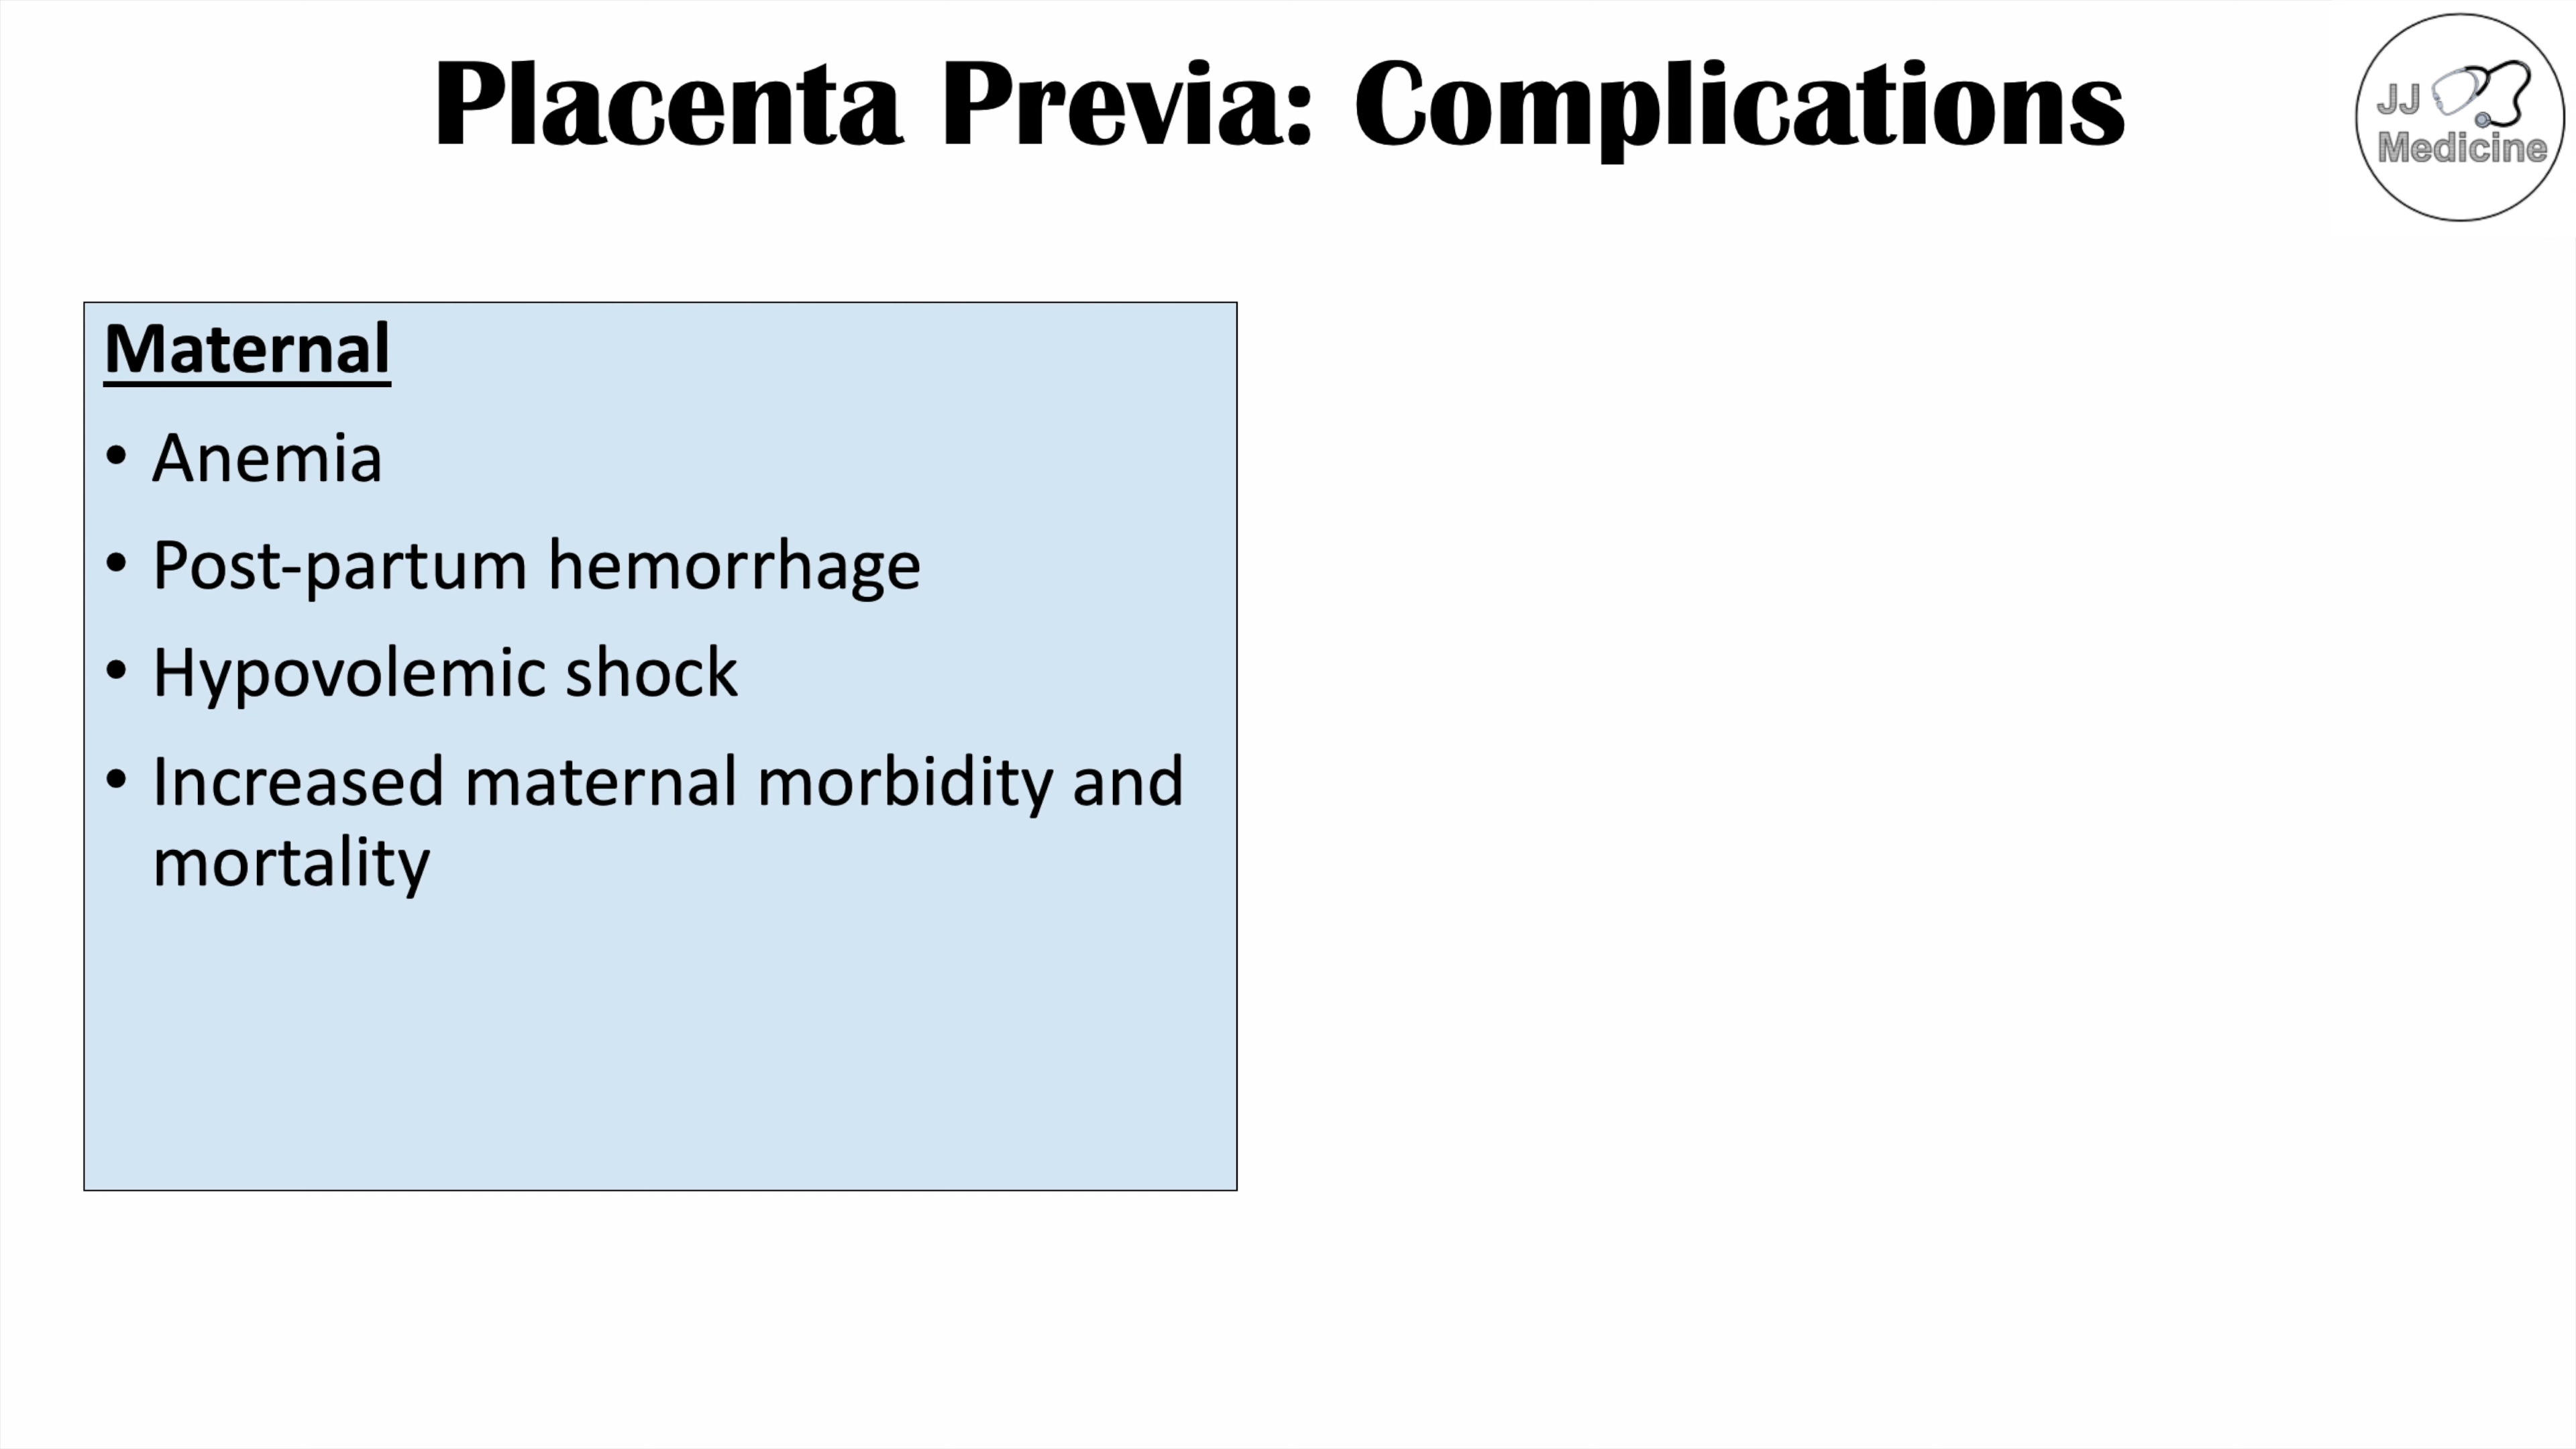 Placenta Previa: Complications
JJ
Medicine
Maternal
• Anemia
• Post-partum hemorrhage
• Hypovolemic shock
• Increased maternal morbidity and
mortality